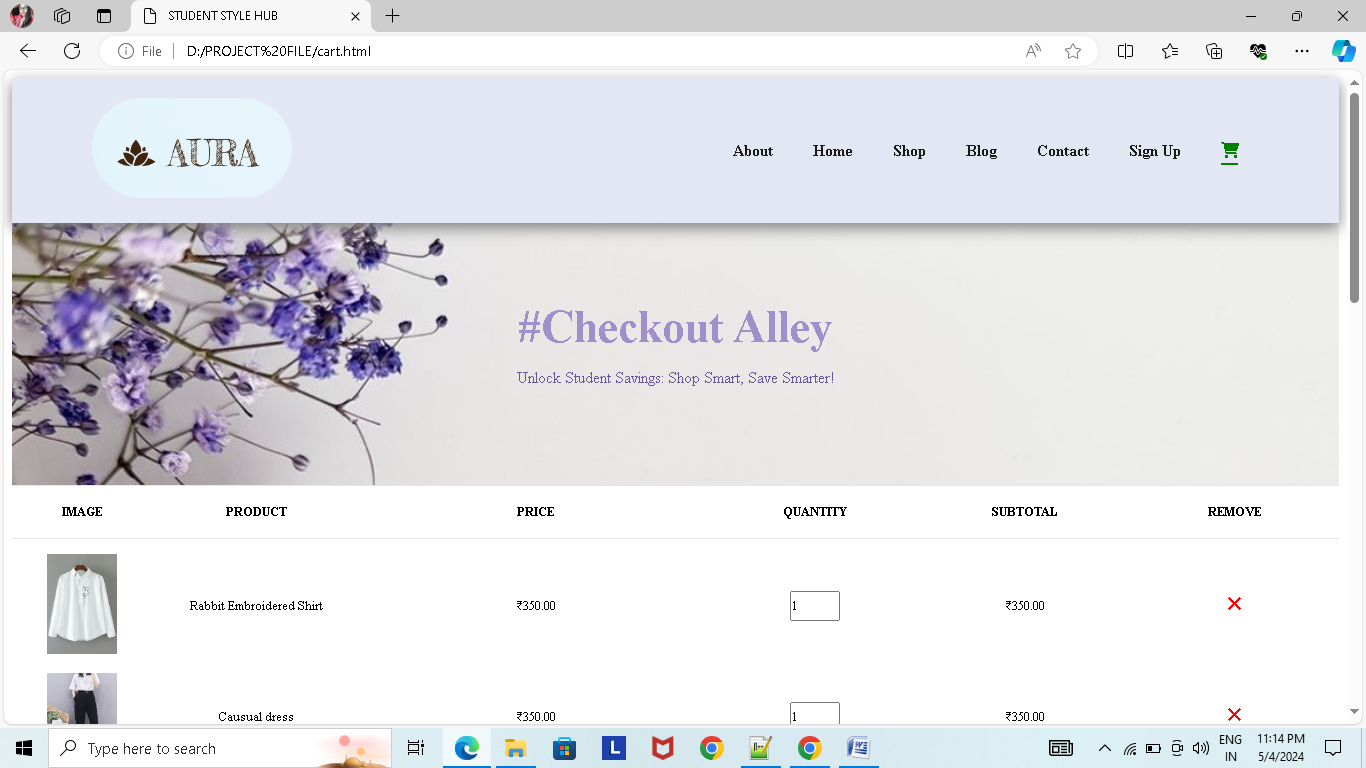 STUDENT STYLE HUB
File D:/PROJECT%20FILE/cart.html
AURA
About Home Shop Blog Contact Sign Up
#Checkout Alley
Unlock Student Savings: Shop Smart, Save Smarter!
IMAGE PRODUCT PRICE QUANTITY SUBTOTAL REMOVE
Rabbit Embroidered Shirt ₹350.00 1 ₹350.00
Causual dress ₹350.00 1 ₹350.00
Type here to search
L
W
ENG
IN
11:14 PM
5/4/2024